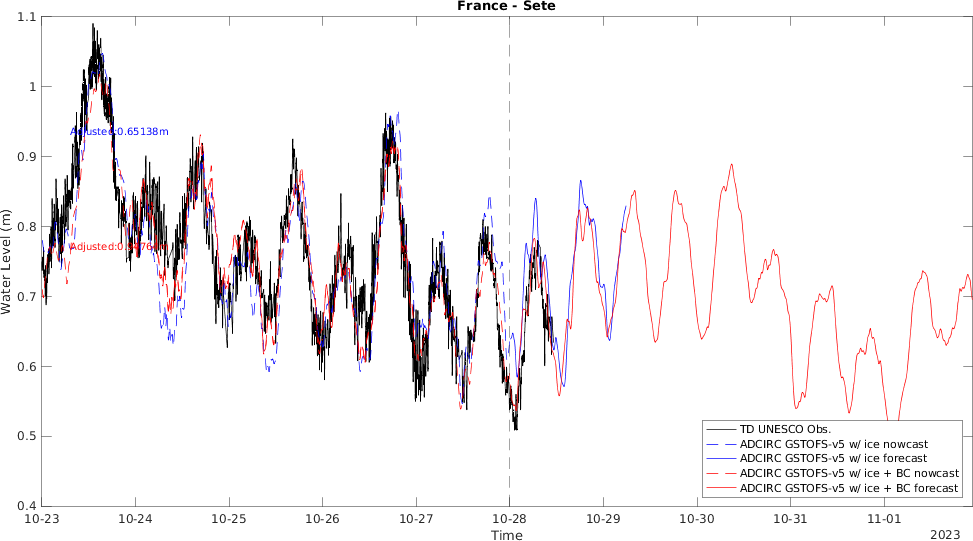 France - Sete
1.1
1
0.9
0.8
0.7
0.6
0.5
0.4
Water Level (m)
Adjusted:0.65138m
Adjusted:0.
TD UNESCO Obs.
ADCIRC GSTOFS-v5 w/ ice nowcast
ADCIRC GSTOFS-v5 w/ ice forecast
ADCIRC GSTOFS-v5 w/ ice + BC nowcast
ADCIRC GSTOFS-v5 w/ ice + BC forecast
10-23 10-24 10-25 10-26 10-27 10-28 10-29 10-30 10-31 11-01
Time
2023